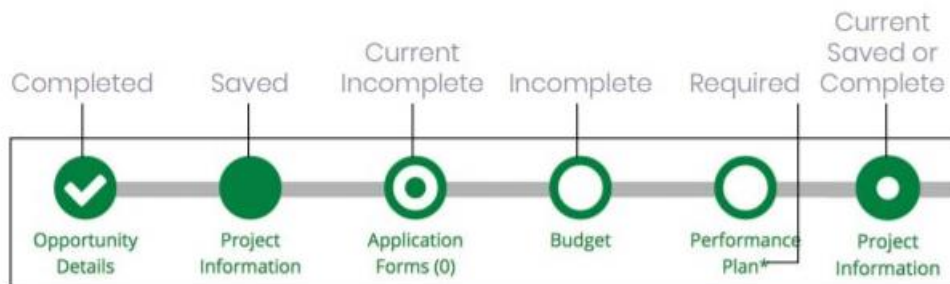 Completed
Saved
Current
Incomplete
Incomplete
Required
Current
Saved or
Complete
Opportunity
Details
Project
Information
Application
Forms (0)
Budget
Performance
Plan*
Project
Information